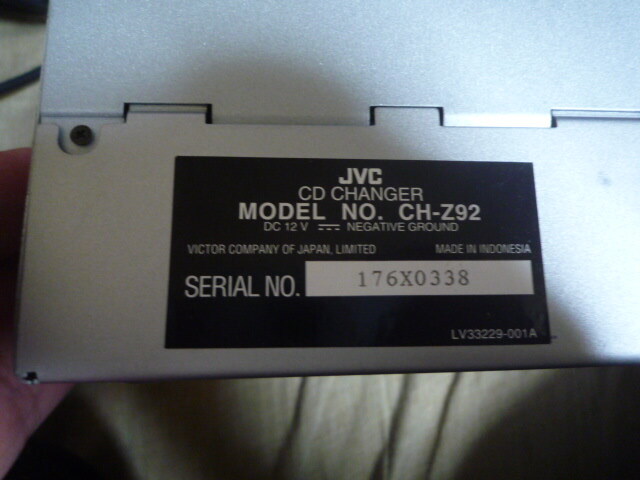 JVC
CD CHANGER
MODEL NO. CH-Z92
DC 12 V ⎓ NEGATIVE GROUND
VICTOR COMPANY OF JAPAN, LIMITED MADE IN INDONESIA
SERIAL NO. 176X0338
LV33229-001A